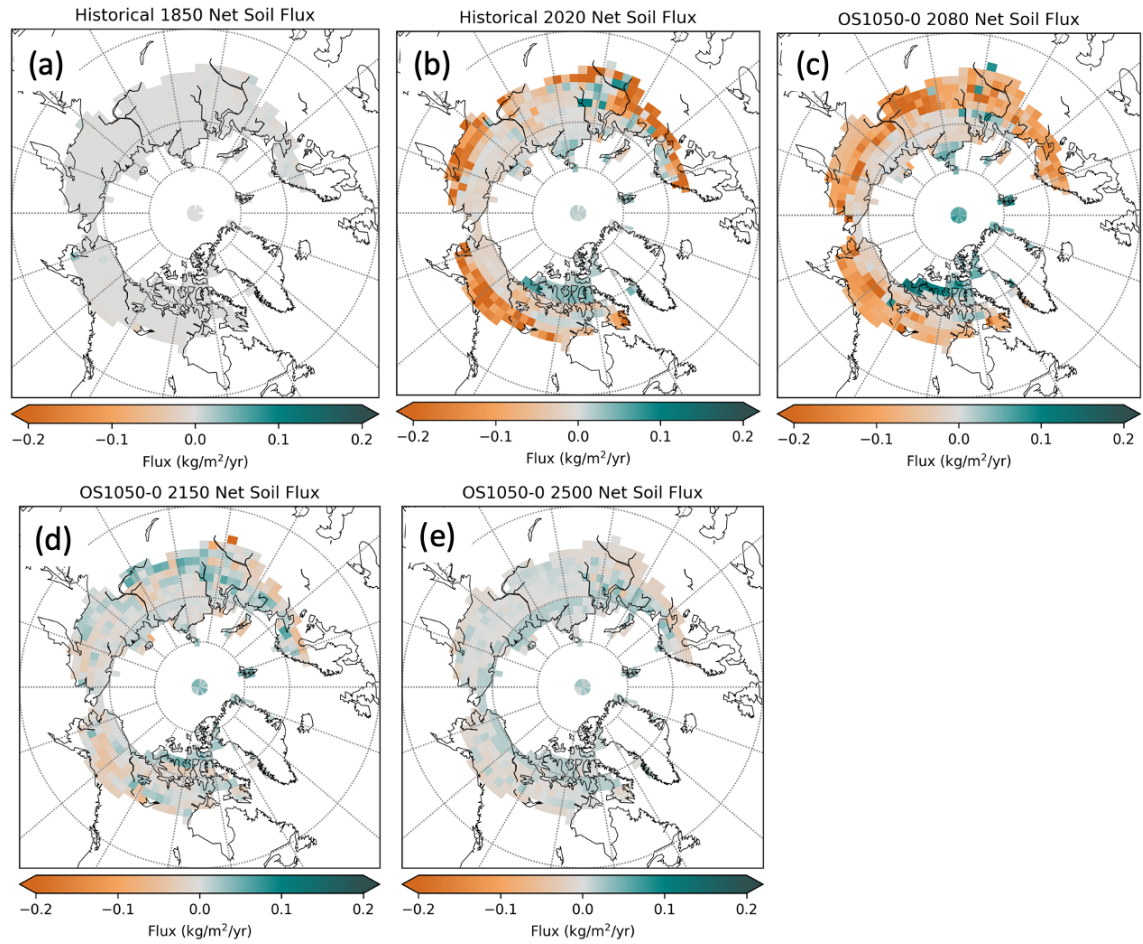 Historical 1850 Net Soil Flux
(a)
−0.2 −0.1 0.0 0.1 0.2
Flux (kg/m²/yr)
Historical 2020 Net Soil Flux
(b)
−0.2 −0.1 0.0 0.1 0.2
Flux (kg/m²/yr)
OS1050-0 2080 Net Soil Flux
(c)
−0.2 −0.1 0.0 0.1 0.2
Flux (kg/m²/yr)
OS1050-0 2150 Net Soil Flux
(d)
−0.2 −0.1 0.0 0.1 0.2
Flux (kg/m²/yr)
OS1050-0 2500 Net Soil Flux
(e)
−0.2 −0.1 0.0 0.1 0.2
Flux (kg/m²/yr)